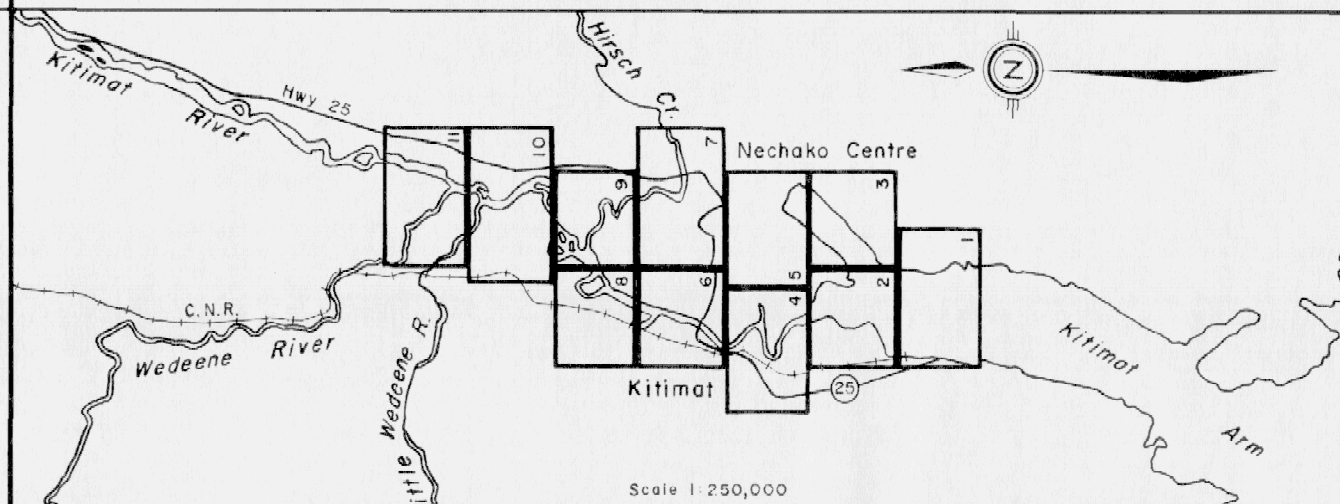 Hirsch Cr.
Kitimat River
Hwy 25
N
11
10
9
7
Nechako Centre
3
1
8
6
5
4
2
C.N.R.
Wedeene River
Wedeene R.
Kitimat
25
Kitimat Arm
Scale 1:250,000